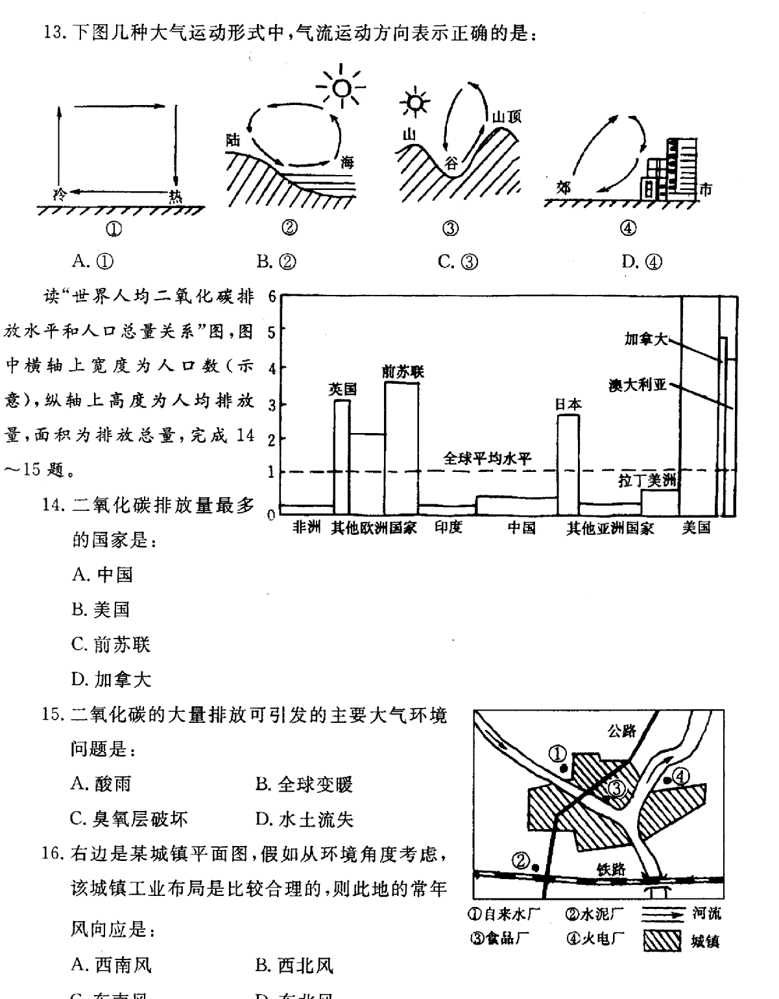 13. 下图几种大气运动形式中,气流运动方向表示正确的是:
冷 热
陆 海
山 谷 山顶
郊 市
① ② ③ ④
A. ① B. ② C. ③ D. ④
读“世界人均二氧化碳排
放水平和人口总量关系”图,图
中横轴上宽度为人口数(示
意),纵轴上高度为人均排放
量,面积为排放总量,完成 14
～15 题。
6
5
4
3
2
1
0
英国
前苏联
日本
加拿大
澳大利亚
全球平均水平
拉丁美洲
非洲 其他欧洲国家 印度 中国 其他亚洲国家 美国
14. 二氧化碳排放量最多
的国家是:
A. 中国
B. 美国
C. 前苏联
D. 加拿大
15. 二氧化碳的大量排放可引发的主要大气环境
问题是:
A. 酸雨 B. 全球变暖
C. 臭氧层破坏 D. 水土流失
16. 右边是某城镇平面图,假如从环境角度考虑,
该城镇工业布局是比较合理的,则此地的常年
风向应是:
A. 西南风 B. 西北风
公路
①
④
③
②
铁路
①自来水厂 ②水泥厂 河流
③食品厂 ④火电厂 城镇